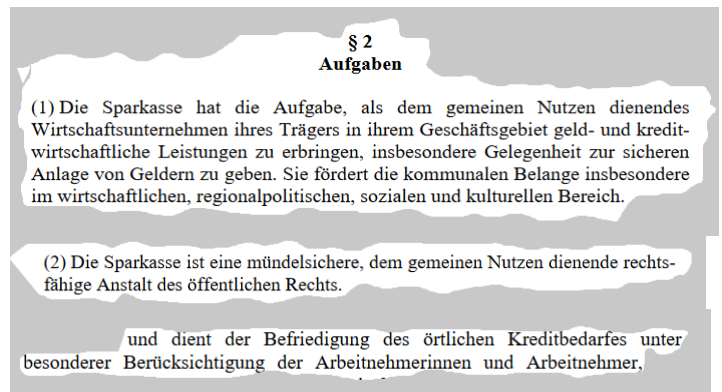 § 2
Aufgaben
(1) Die Sparkasse hat die Aufgabe, als dem gemeinen Nutzen dienendes
Wirtschaftsunternehmen ihres Trägers in ihrem Geschäftsgebiet geld- und kredit-
wirtschaftliche Leistungen zu erbringen, insbesondere Gelegenheit zur sicheren
Anlage von Geldern zu geben. Sie fördert die kommunalen Belange insbesondere
im wirtschaftlichen, regionalpolitischen, sozialen und kulturellen Bereich.
(2) Die Sparkasse ist eine mündelsichere, dem gemeinen Nutzen dienende rechts-
fähige Anstalt des öffentlichen Rechts.
und dient der Befriedigung des örtlichen Kreditbedarfes unter
besonderer Berücksichtigung der Arbeitnehmerinnen und Arbeitnehmer,